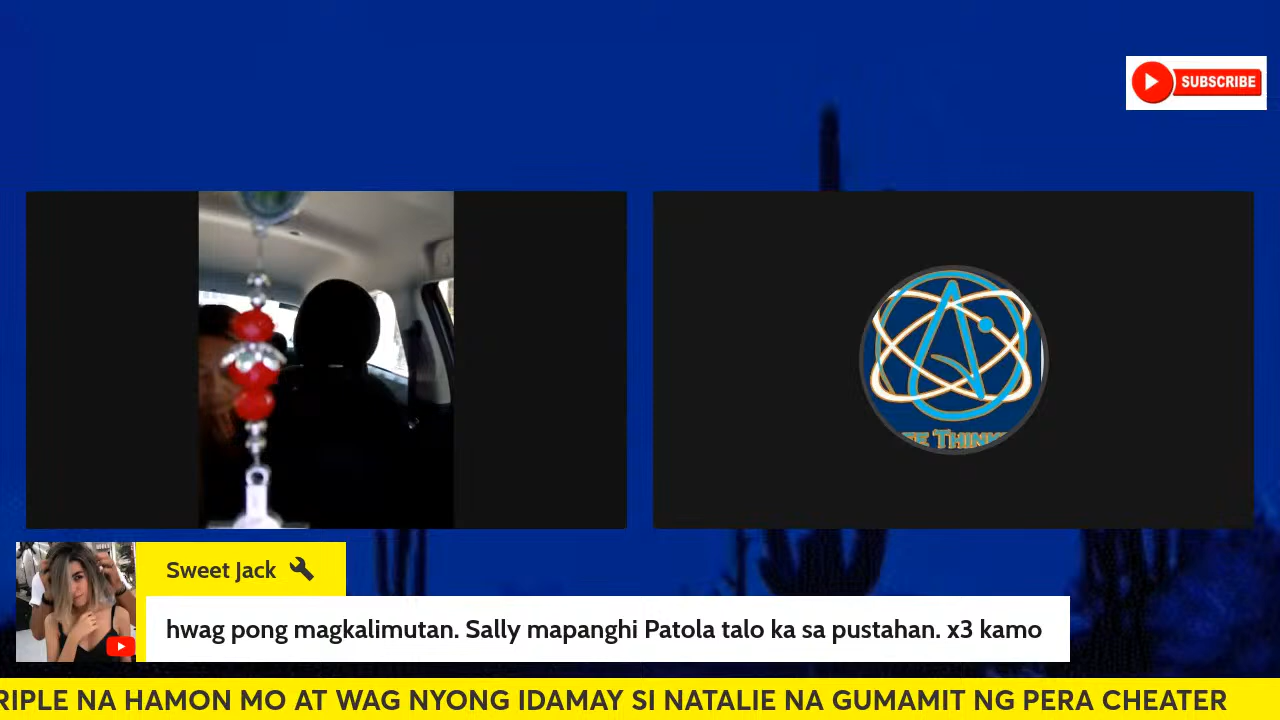 SUBSCRIBE
THINK
Sweet Jack
hwag pong magkalimutan. Sally mapanghi Patola talo ka sa pustahan. x3 kamo
RIPLE NA HAMON MO AT WAG NYONG IDAMAY SI NATALIE NA GUMAMIT NG PERA CHEATER